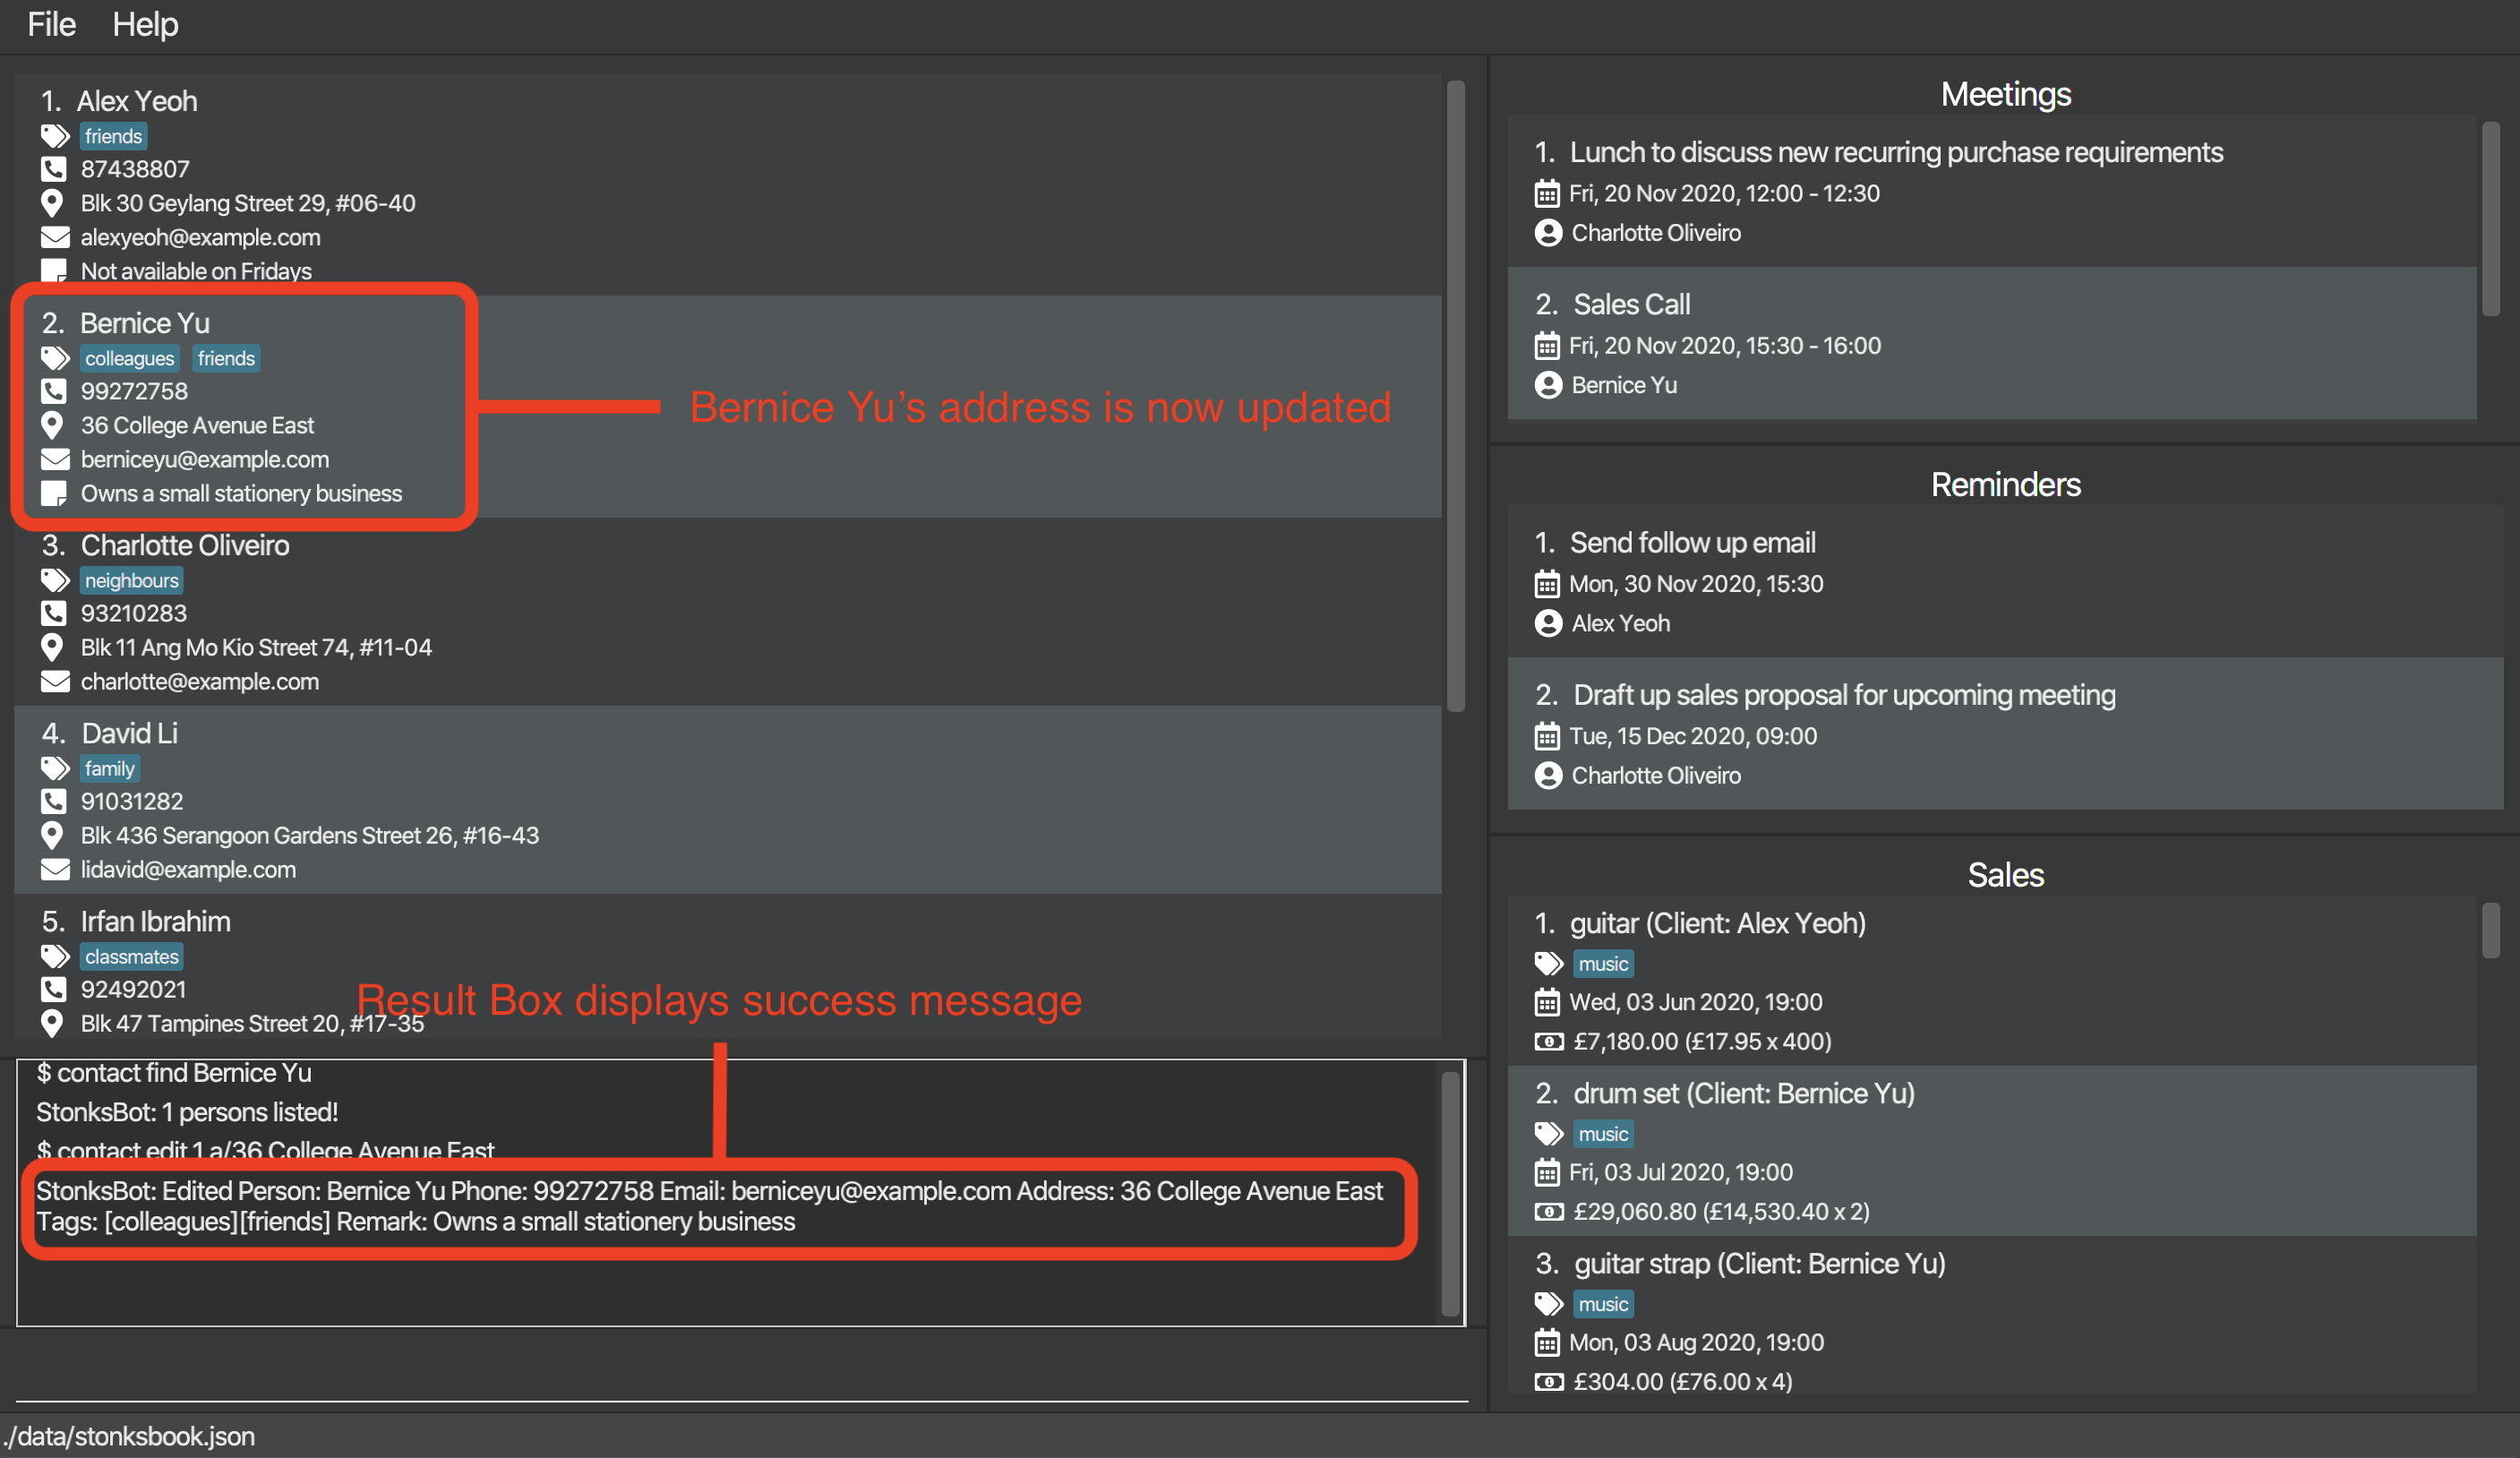 File Help
1. Alex Yeoh
friends
87438807
Blk 30 Geylang Street 29, #06-40
alexyeoh@example.com
Not available on Fridays
2. Bernice Yu
colleagues friends
99272758
36 College Avenue East
berniceyu@example.com
Owns a small stationery business
Bernice Yu’s address is now updated
3. Charlotte Oliveiro
neighbours
93210283
Blk 11 Ang Mo Kio Street 74, #11-04
charlotte@example.com
4. David Li
family
91031282
Blk 436 Serangoon Gardens Street 26, #16-43
lidavid@example.com
5. Irfan Ibrahim
classmates
92492021
Blk 47 Tampines Street 20, #17-35
Result Box displays success message
$ contact find Bernice Yu
StonksBot: 1 persons listed!
$ contact edit 1 a/36 College Avenue East
StonksBot: Edited Person: Bernice Yu Phone: 99272758 Email: berniceyu@example.com Address: 36 College Avenue East
Tags: [colleagues][friends] Remark: Owns a small stationery business
Meetings
1. Lunch to discuss new recurring purchase requirements
Fri, 20 Nov 2020, 12:00 - 12:30
Charlotte Oliveiro
2. Sales Call
Fri, 20 Nov 2020, 15:30 - 16:00
Bernice Yu
Reminders
1. Send follow up email
Mon, 30 Nov 2020, 15:30
Alex Yeoh
2. Draft up sales proposal for upcoming meeting
Tue, 15 Dec 2020, 09:00
Charlotte Oliveiro
Sales
1. guitar (Client: Alex Yeoh)
music
Wed, 03 Jun 2020, 19:00
£7,180.00 (£17.95 x 400)
2. drum set (Client: Bernice Yu)
music
Fri, 03 Jul 2020, 19:00
£29,060.80 (£14,530.40 x 2)
3. guitar strap (Client: Bernice Yu)
music
Mon, 03 Aug 2020, 19:00
£304.00 (£76.00 x 4)
./data/stonksbook.json